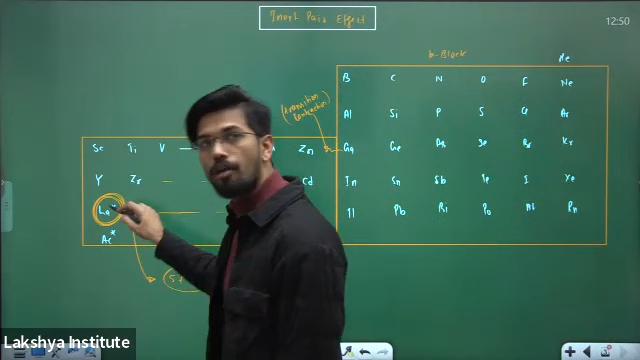 Inert Pair Effect
12:50
p-Block
He
B C N O F Ne
(transition contraction)
Al Si P S Cl Ar
Sc Ti V — Zn
Ga Ge As Se Br Kr
Y Zr — Cd
In Sn Sb Te I Xe
La*
Tl Pb Bi Po At Rn
Ac*
Lakshya Institute